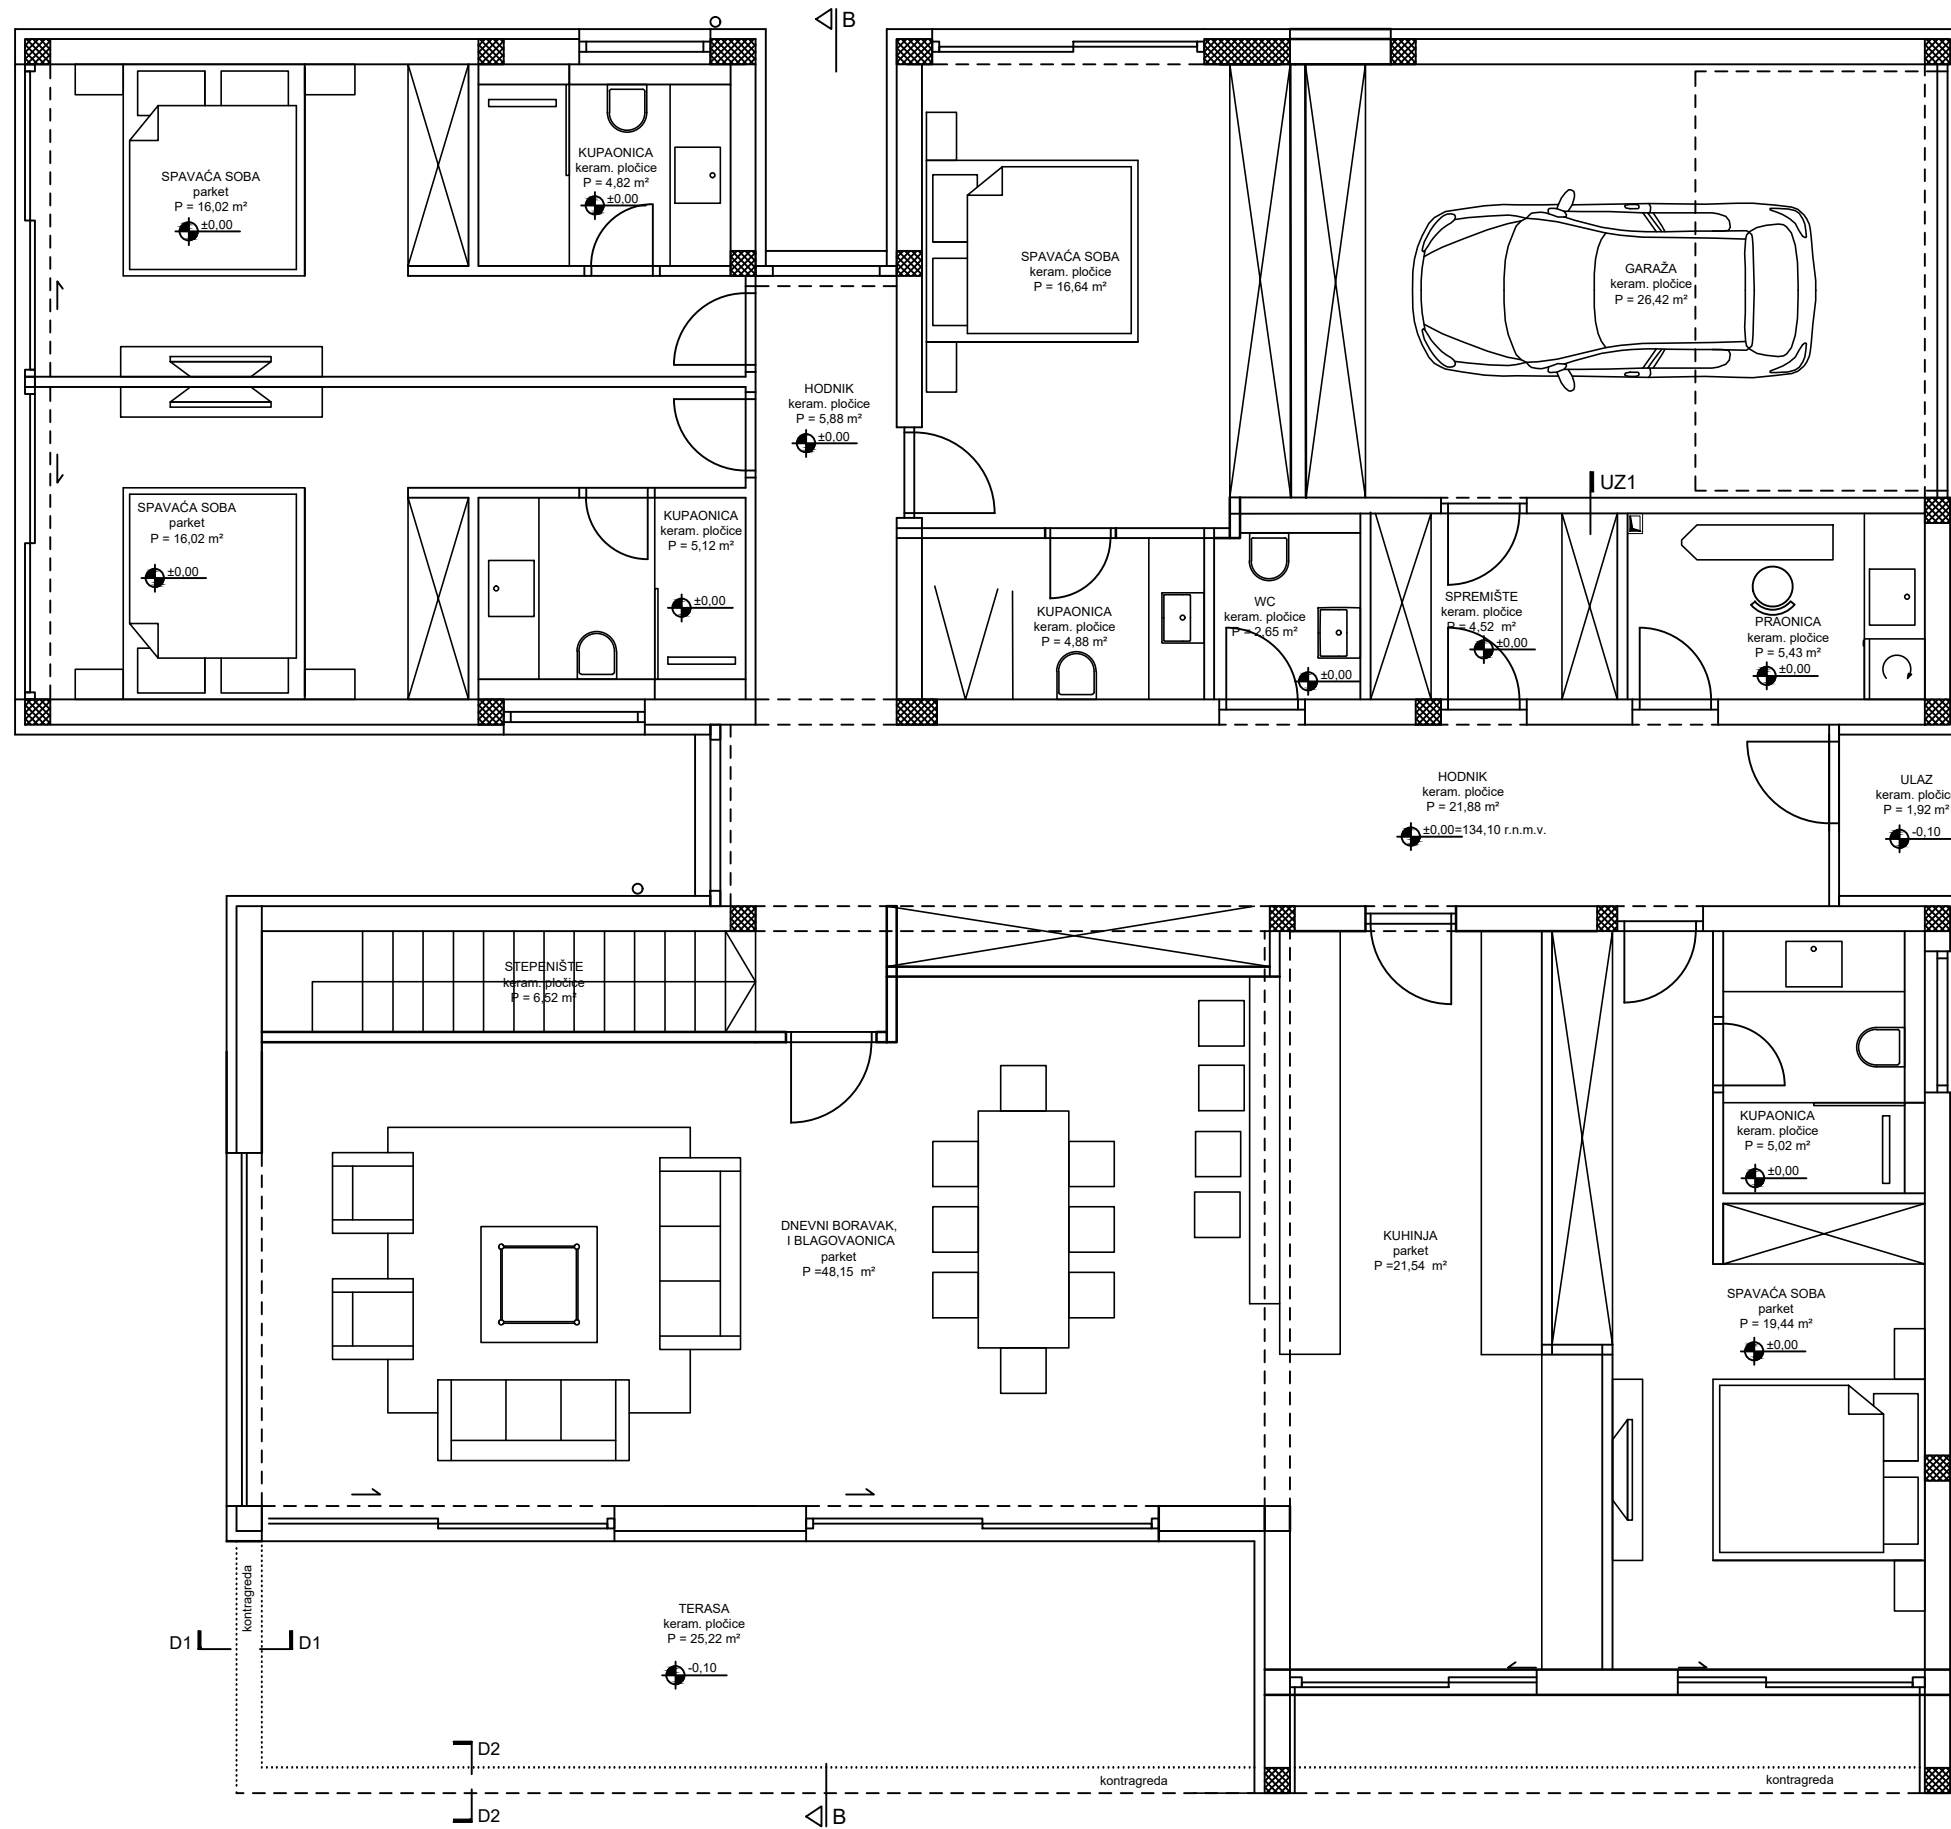 B
SPAVAĆA SOBA
parket
P = 16,02 m²
±0,00
KUPAONICA
keram. pločice
P = 4,82 m²
±0,00
SPAVAĆA SOBA
keram. pločice
P = 16,64 m²
GARAŽA
keram. pločice
P = 26,42 m²
HODNIK
keram. pločice
P = 5,88 m²
±0,00
SPAVAĆA SOBA
parket
P = 16,02 m²
±0,00
KUPAONICA
keram. pločice
P = 5,12 m²
±0,00
UZ1
KUPAONICA
keram. pločice
P = 4,88 m²
WC
keram. pločice
P = 2,65 m²
±0,00
SPREMIŠTE
keram. pločice
P = 4,52 m²
±0,00
PRAONICA
keram. pločice
P = 5,43 m²
±0,00
HODNIK
keram. pločice
P = 21,88 m²
±0,00=134,10 r.n.m.v.
ULAZ
keram. pločic
P = 1,92 m²
-0,10
STEPENIŠTE
keram. pločice
P = 6,52 m²
KUPAONICA
keram. pločice
P = 5,02 m²
±0,00
DNEVNI BORAVAK,
I BLAGOVAONICA
parket
P =48,15 m²
KUHINJA
parket
P =21,54 m²
SPAVAĆA SOBA
parket
P = 19,44 m²
±0,00
kontragreda
D1
D1
TERASA
keram. pločice
P = 25,22 m²
-0,10
D2
D2
B
kontragreda
kontragreda